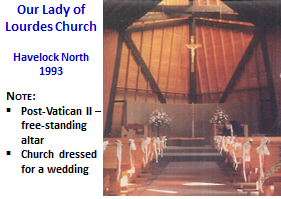 Our Lady of
Lourdes Church
Havelock North
1993
NOTE:
▪ Post-Vatican II –
free-standing
altar
▪ Church dressed
for a wedding